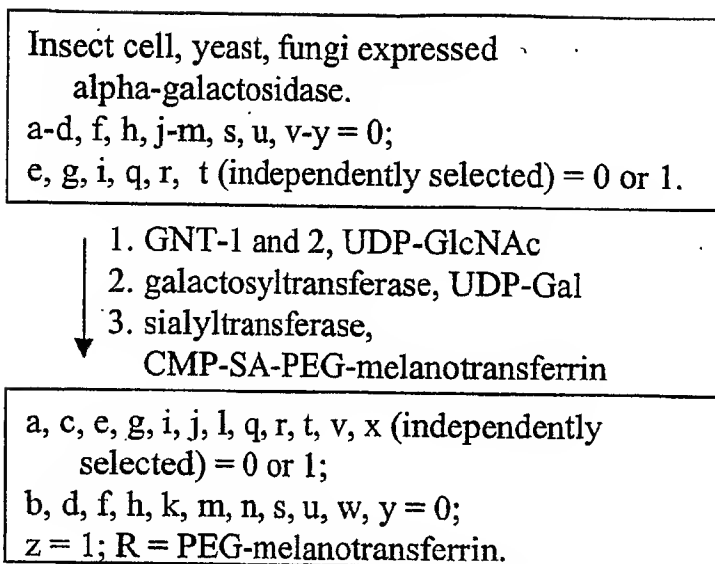 Insect cell, yeast, fungi expressed
alpha-galactosidase.
a-d, f, h, j-m, s, u, v-y = 0;
e, g, i, q, r, t (independently selected) = 0 or 1.
1. GNT-1 and 2, UDP-GlcNAc
2. galactosyltransferase, UDP-Gal
3. sialyltransferase,
CMP-SA-PEG-melanotransferrin
a, c, e, g, i, j, l, q, r, t, v, x (independently
selected) = 0 or 1;
b, d, f, h, k, m, n, s, u, w, y = 0;
z = 1; R = PEG-melanotransferrin.